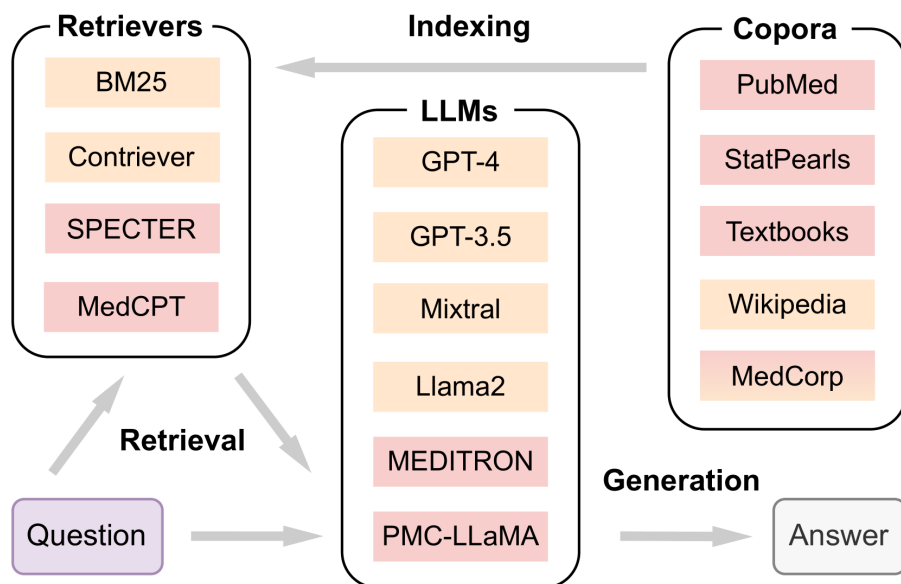 Retrievers
BM25
Contriever
SPECTER
MedCPT
Indexing
Copora
PubMed
StatPearls
Textbooks
Wikipedia
MedCorp
LLMs
GPT-4
GPT-3.5
Mixtral
Llama2
MEDITRON
PMC-LLaMA
Retrieval
Question
Generation
Answer